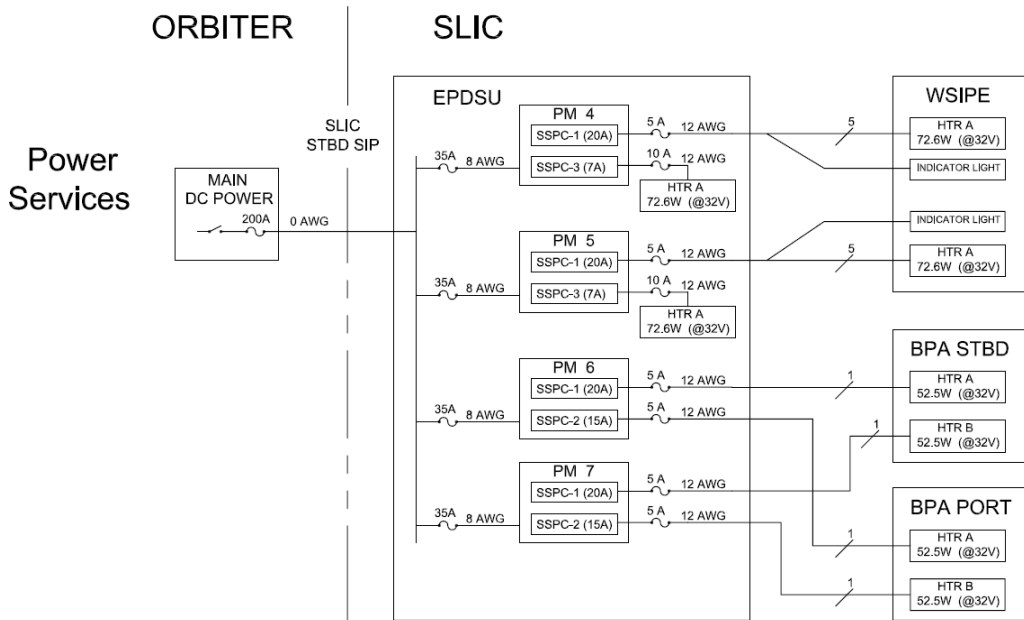 ORBITER
SLIC
Power
Services
SLIC
STBD SIP
MAIN
DC POWER
200A
0 AWG
EPDSU
35A
8 AWG
PM 4
SSPC-1 (20A)
SSPC-3 (7A)
5 A
12 AWG
10 A
12 AWG
HTR A
72.6W (@32V)
35A
8 AWG
PM 5
SSPC-1 (20A)
SSPC-3 (7A)
5 A
12 AWG
10 A
12 AWG
HTR A
72.6W (@32V)
35A
8 AWG
PM 6
SSPC-1 (20A)
SSPC-2 (15A)
5 A
12 AWG
5 A
12 AWG
35A
8 AWG
PM 7
SSPC-1 (20A)
SSPC-2 (15A)
5 A
12 AWG
5 A
12 AWG
WSIPE
5
HTR A
72.6W (@32V)
INDICATOR LIGHT
INDICATOR LIGHT
5
HTR A
72.6W (@32V)
BPA STBD
1
HTR A
52.5W (@32V)
1
HTR B
52.5W (@32V)
BPA PORT
1
HTR A
52.5W (@32V)
1
HTR B
52.5W (@32V)